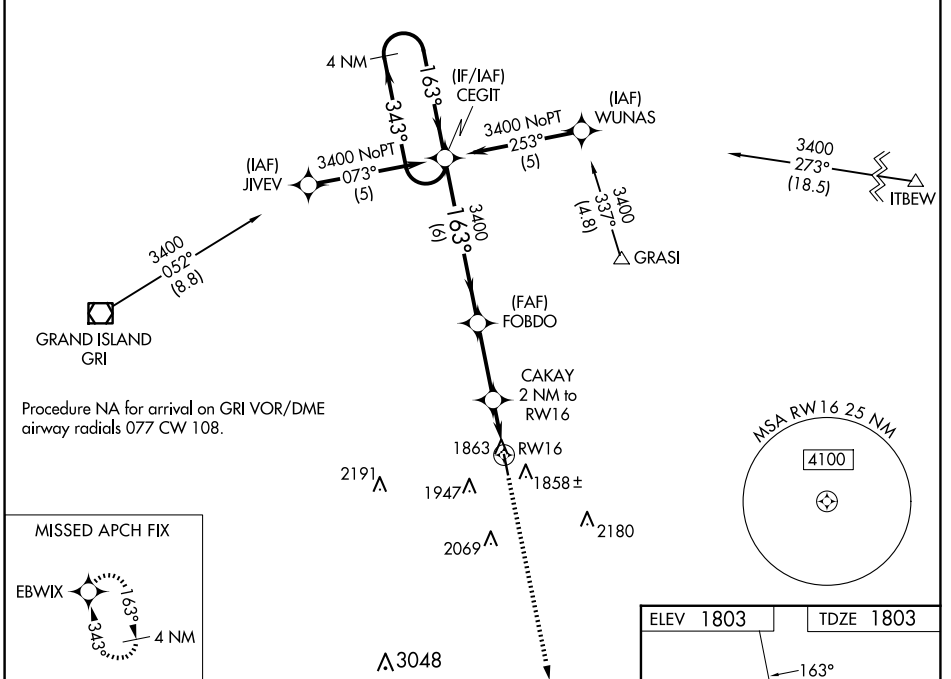 4 NM
163°
343°
(IF/IAF)
CEGIT
(IAF)
WUNAS
3400 NoPT
253°
(5)
3400
273°
(18.5)
ITBEW
(IAF)
JIVEV
3400 NoPT
073°
(5)
3400
337°
(4.8)
GRASI
3400
163°
(6)
3400
052°
(8.8)
GRAND ISLAND
GRI
(FAF)
FOBDO
CAKAY
2 NM to
RW16
Procedure NA for arrival on GRI VOR/DME
airway radials 077 CW 108.
1863
RW16
2191
1947
1858±
2069
2180
3048
MSA RW16 25 NM
4100
MISSED APCH FIX
EBWIX
163°
343°
4 NM
ELEV 1803
TDZE 1803
163°